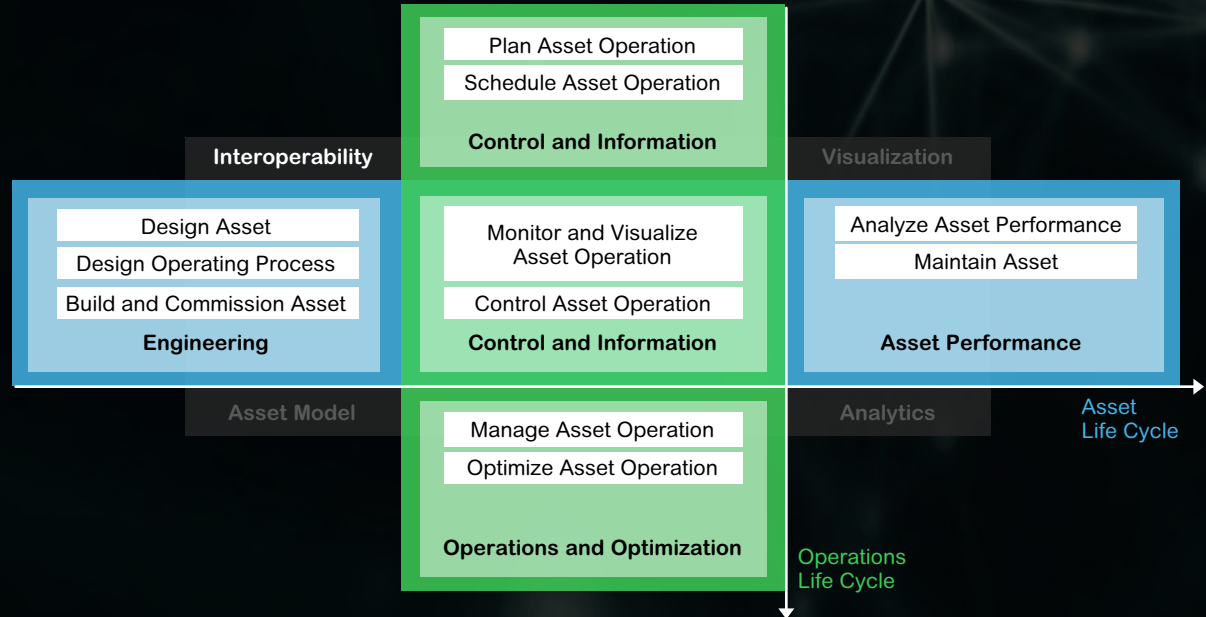 Plan Asset Operation
Schedule Asset Operation
Control and Information
Interoperability
Visualization
Design Asset
Design Operating Process
Build and Commission Asset
Engineering
Monitor and Visualize
Asset Operation
Control Asset Operation
Control and Information
Analyze Asset Performance
Maintain Asset
Asset Performance
Asset Model
Analytics
Asset
Life Cycle
Manage Asset Operation
Optimize Asset Operation
Operations and Optimization
Operations
Life Cycle